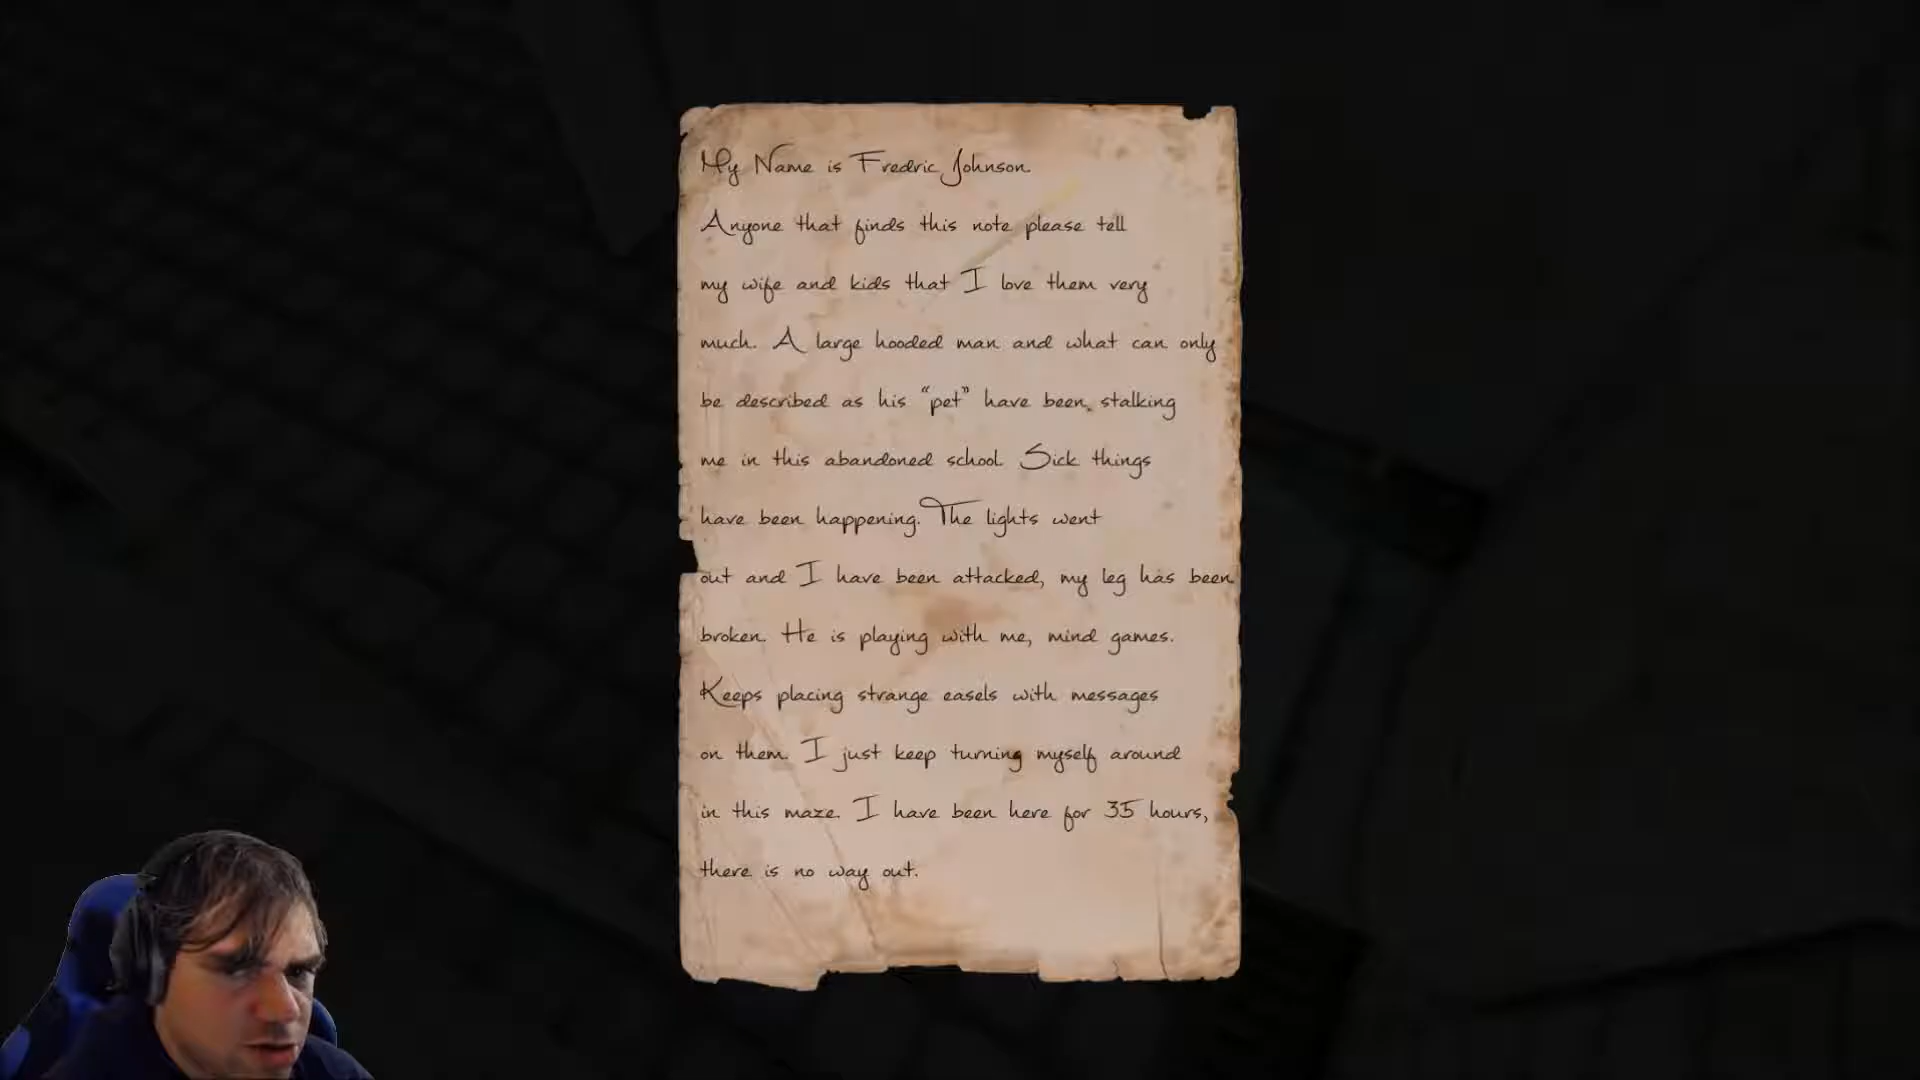 My Name is Fredric Johnson.
Anyone that finds this note please tell
my wife and kids that I love them very
much. A large hooded man and what can only
be described as his “pet” have been stalking
me in this abandoned school. Sick things
have been happening. The lights went
out and I have been attacked, my leg has been
broken. He is playing with me, mind games.
Keeps placing strange easels with messages
on them. I just keep turning myself around
in this maze. I have been here for 35 hours,
there is no way out.